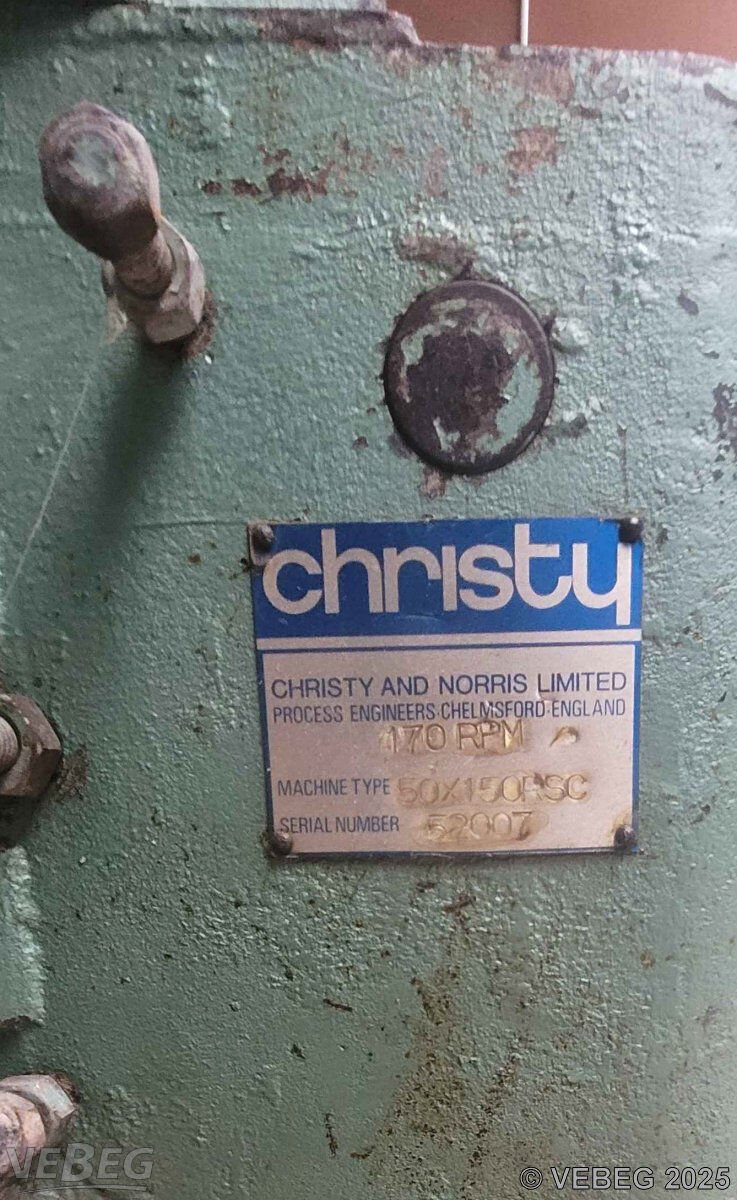 christy
CHRISTY AND NORRIS LIMITED
PROCESS ENGINEERS·CHELMSFORD·ENGLAND
170 RPM
MACHINE TYPE 50X150RSC
SERIAL NUMBER 52007
VEBEG
© VEBEG 2025